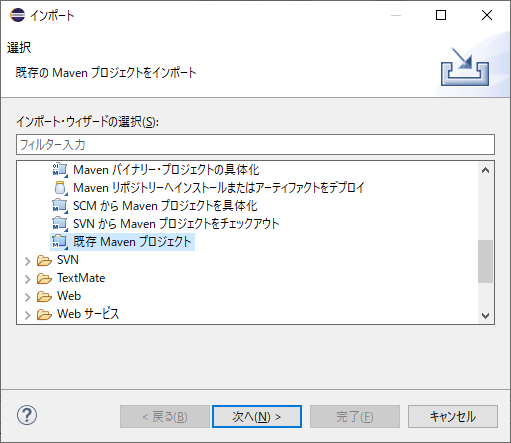 インポート
選択
既存の Maven プロジェクトをインポート
インポート・ウィザードの選択(S):
フィルター入力
Maven バイナリー・プロジェクトの具体化
Maven リポジトリーへインストールまたはアーティファクトをデプロイ
SCM から Maven プロジェクトを具体化
SVN から Maven プロジェクトをチェックアウト
既存 Maven プロジェクト
SVN
TextMate
Web
Web サービス
< 戻る(B)
次へ(N) >
完了(F)
キャンセル